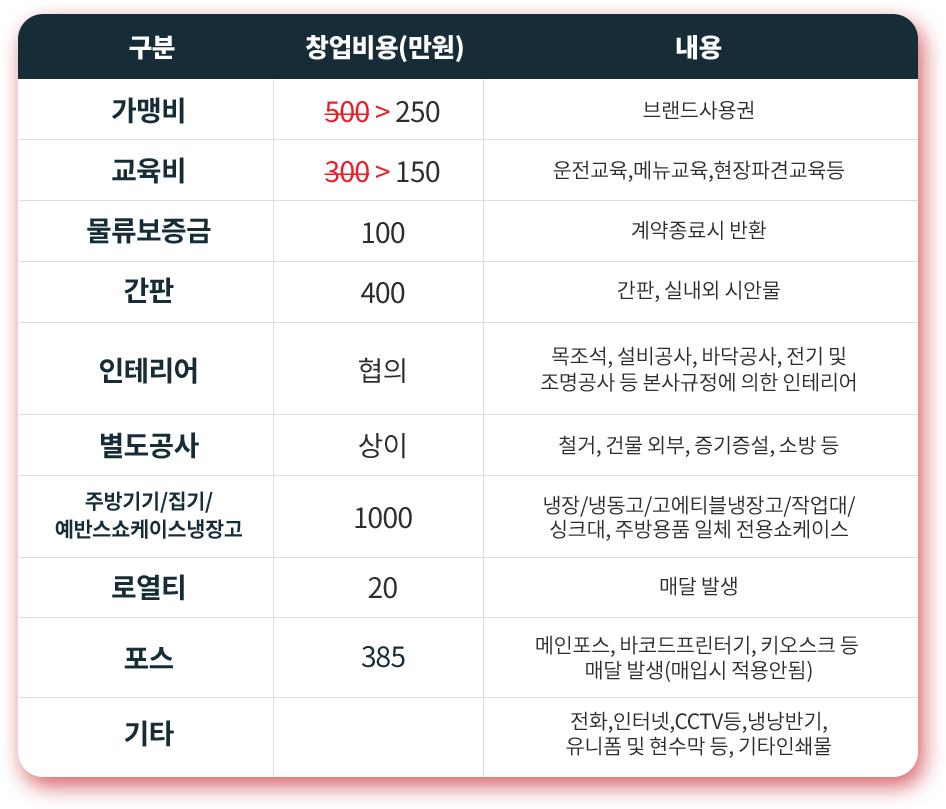 구분 창업비용(만원) 내용
가맹비 500 > 250 브랜드사용권
교육비 300 > 150 운전교육,메뉴교육,현장파견교육등
물류보증금 100 계약종료시 반환
간판 400 간판, 실내외 시안물
인테리어 협의 목조석, 설비공사, 바닥공사, 전기 및
조명공사 등 본사규정에 의한 인테리어
별도공사 상이 철거, 건물 외부, 증기증설, 소방 등
주방기기/집기/
예반스쇼케이스냉장고 1000 냉장/냉동고/고에티블냉장고/작업대/
싱크대, 주방용품 일체 전용쇼케이스
로열티 20 매달 발생
포스 385 메인포스, 바코드프린터기, 키오스크 등
매달 발생(매입시 적용안됨)
기타 전화,인터넷,CCTV등,냉낭반기,
유니폼 및 현수막 등, 기타인쇄물